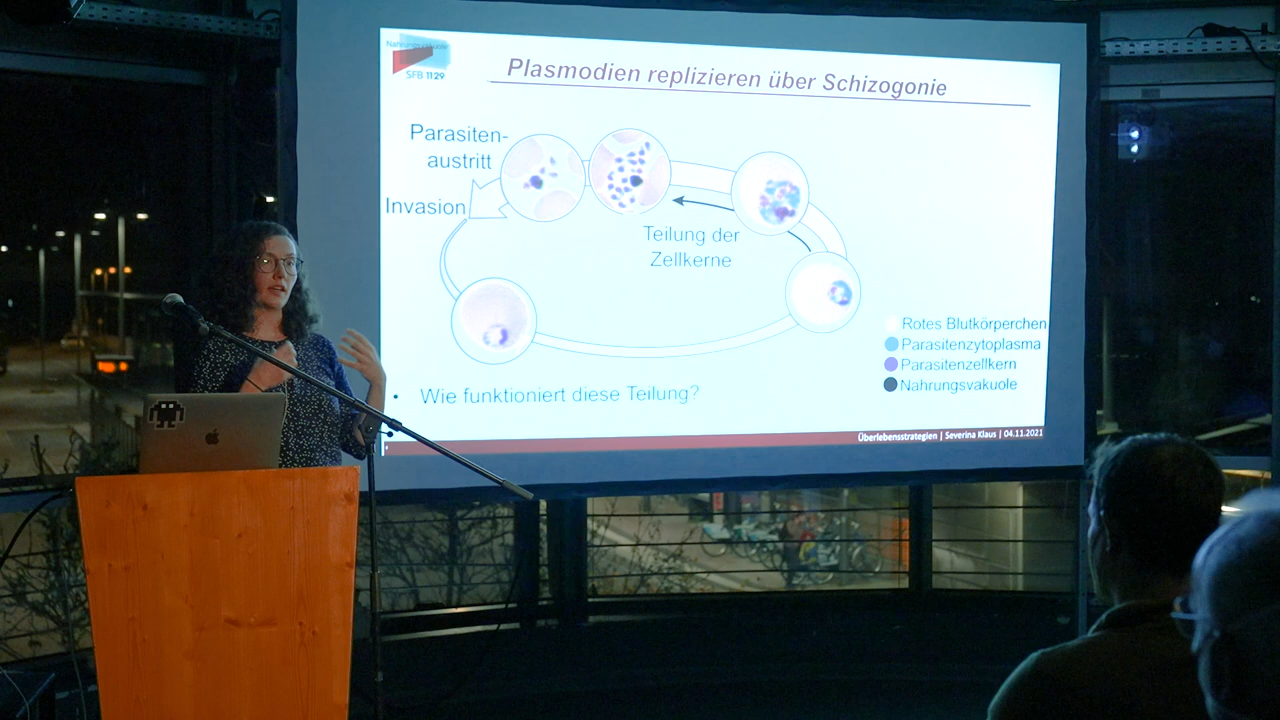 Nahrungsvakuole
SFB 1129
Plasmodien replizieren über Schizogonie
Parasiten-
austritt
Invasion
Teilung der
Zellkerne
Rotes Blutkörperchen
Parasitenzytoplasma
Parasitenzellkern
Nahrungsvakuole
• Wie funktioniert diese Teilung?
Überlebensstrategien | Severina Klaus | 04.11.2021